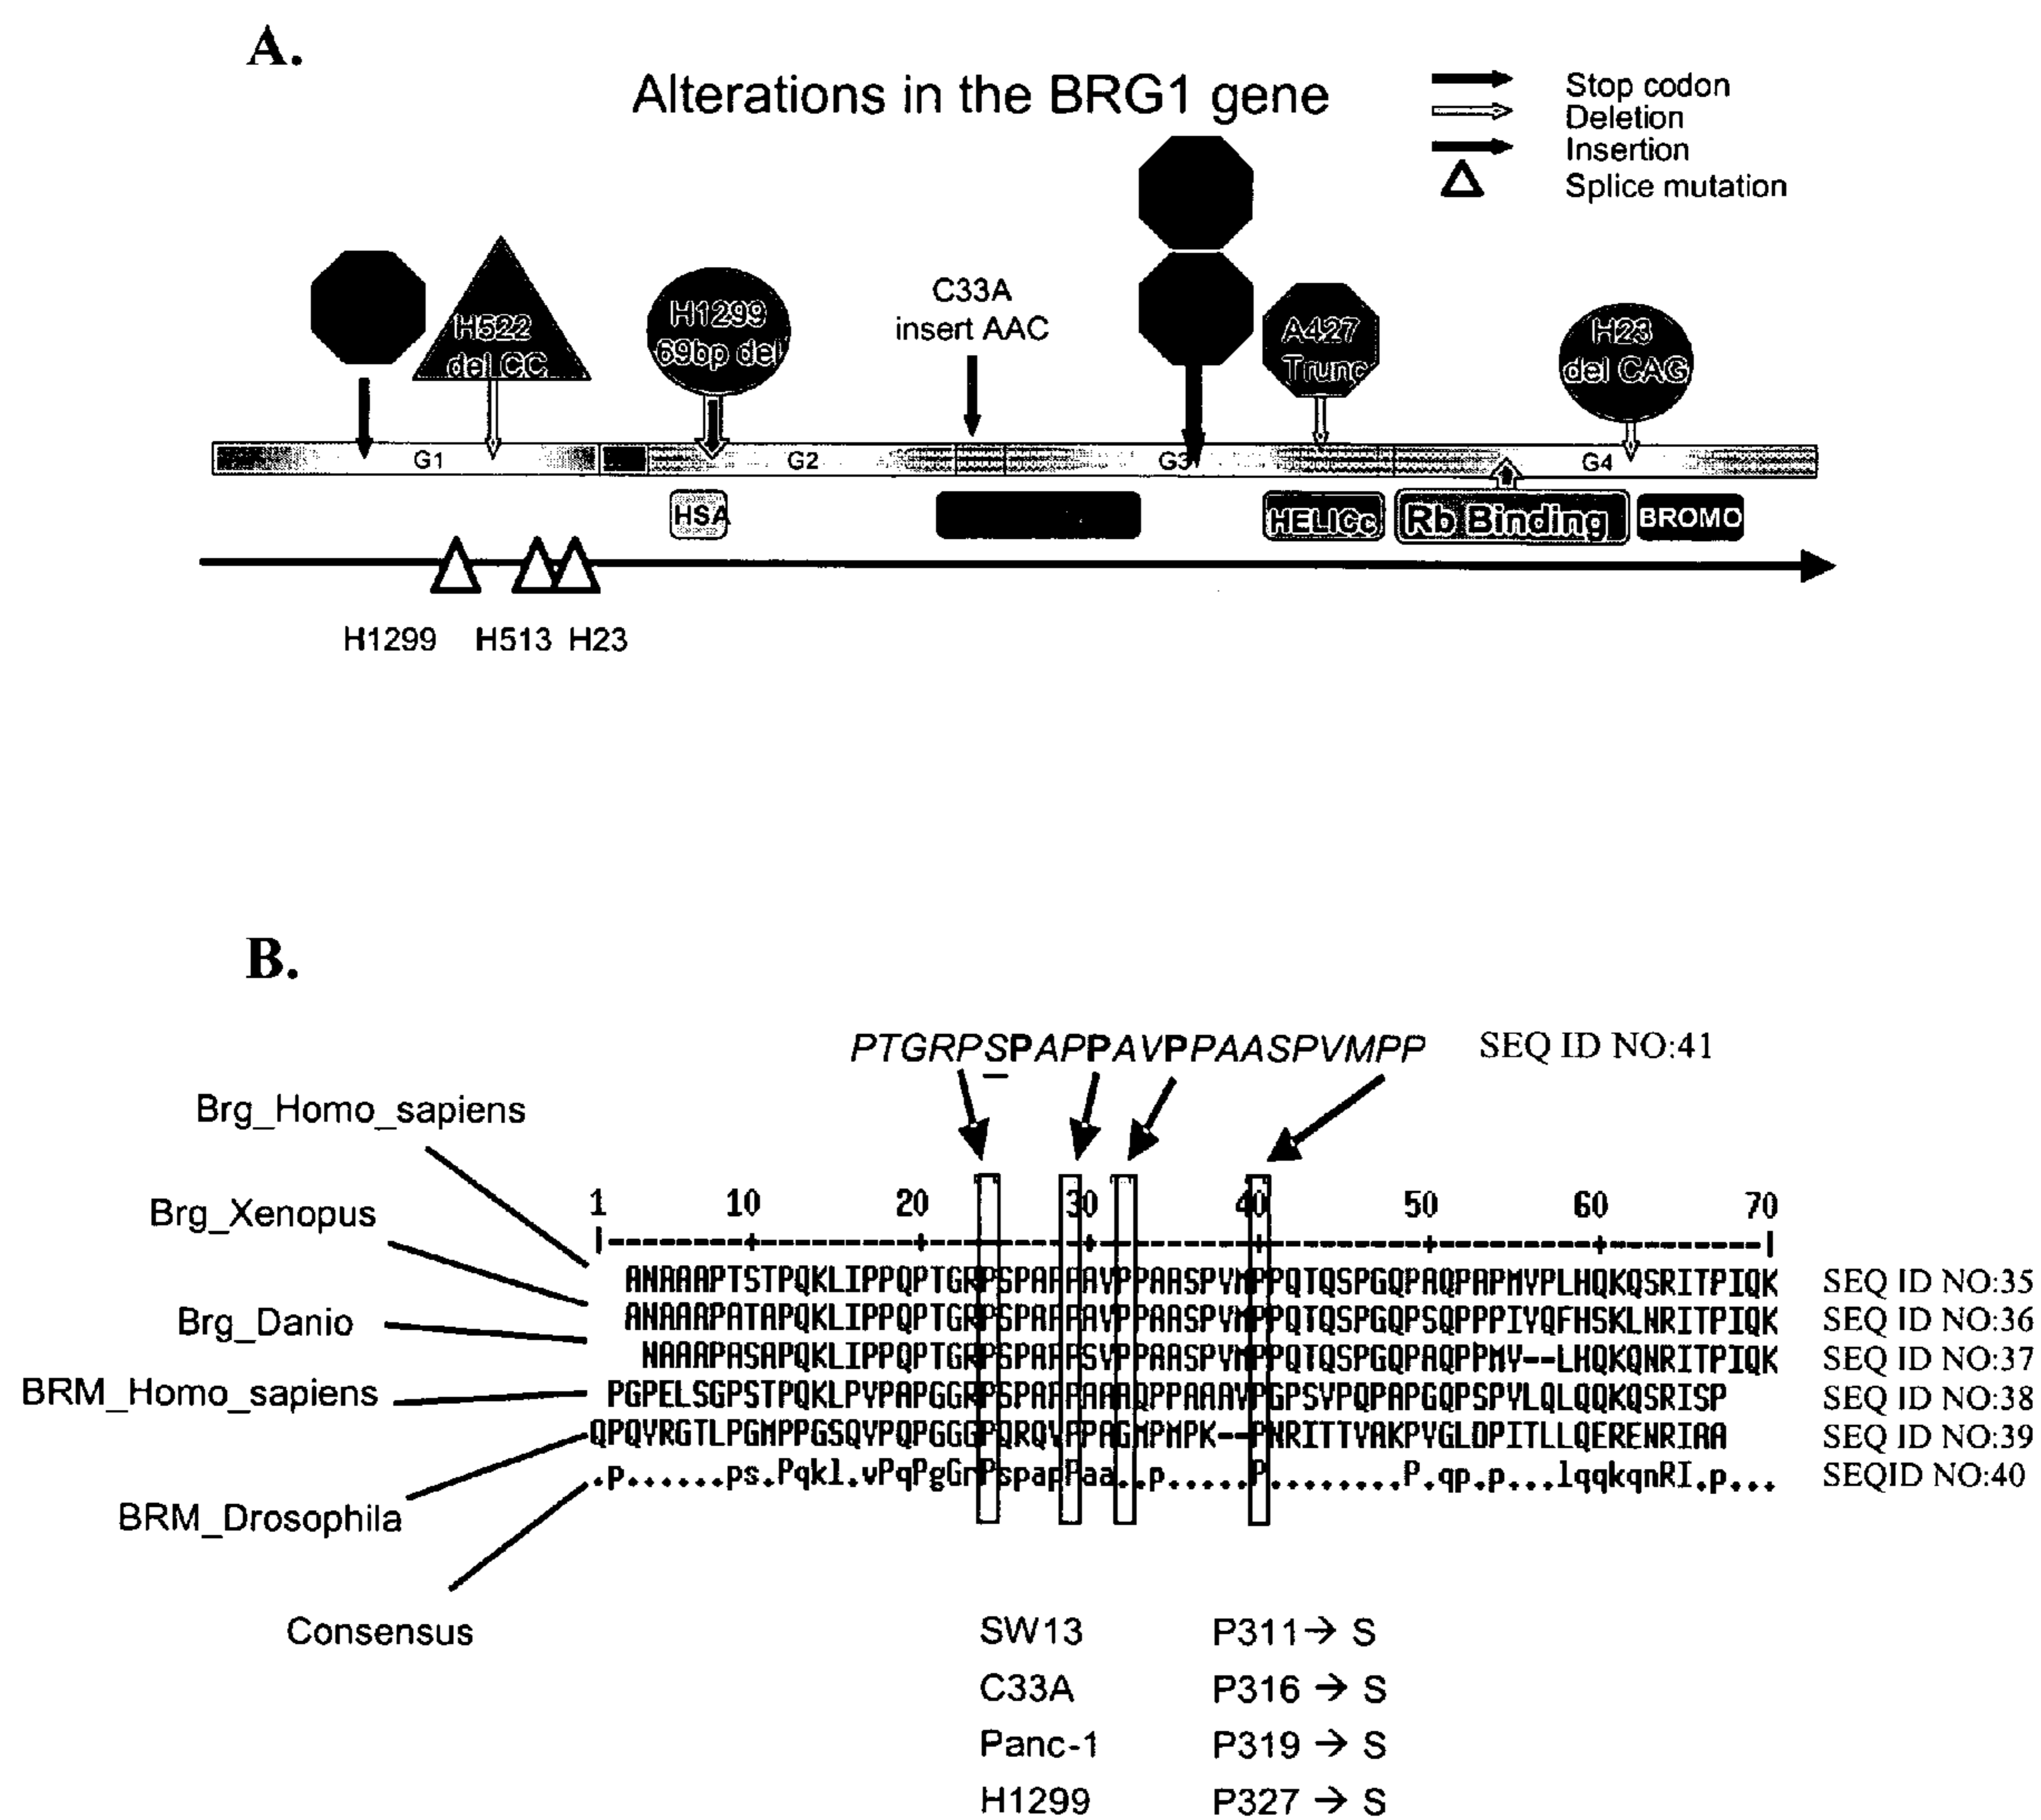 A.
Alterations in the BRG1 gene
Stop codon
Deletion
Insertion
Splice mutation
H522
del CC
H1299
69bp del
C33A
insert AAC
A427
Trunc
H23
del CAG
G1
G2
G3
G4
HSA
HELICc
Rb Binding
BROMO
H1299
H513
H23
B.
PTGRPSPAPPAVPPAASPVMPP
SEQ ID NO:41
Brg_Homo_sapiens
Brg_Xenopus
Brg_Danio
BRM_Homo_sapiens
BRM_Drosophila
Consensus
1 10 20 30 40 50 60 70
ANAAAPTSTPQKLIPPQPTGRPSPAPPAVPPAASPVMPPQTQSPGQPAQPAPMVPLHQKQSRITPIQK SEQ ID NO:35
ANAAAPATAPQKLIPPQPTGRPSPAPPAVPPAASPVMPPQTQSPGQPSQPPPIVQFHSKLNRITPIQK SEQ ID NO:36
NAAAPASAPQKLIPPQPTGRPSPAPPSVPPAASPVMPPQTQSPGQPAQPPMV--LHQKQNRITPIQK SEQ ID NO:37
PGPELSGPSTPQKLPVPAPGGRPSPAPPAAAQPPAAAVPGPSVPQPAPGQPSPVLQLQQKQSRISP SEQ ID NO:38
QPQVRGTLPGMPPGSQVPQPGGGPQRQVPPAGMPMPK--PNRITTVAKPVGLDPITLLQERENRIAA SEQ ID NO:39
.p......ps.Pqkl.vPqPgGrPspapPaa..p.....P........P.qp.p...lqqkqnRI.p... SEQID NO:40
SW13 P311→ S
C33A P316 → S
Panc-1 P319 → S
H1299 P327 → S